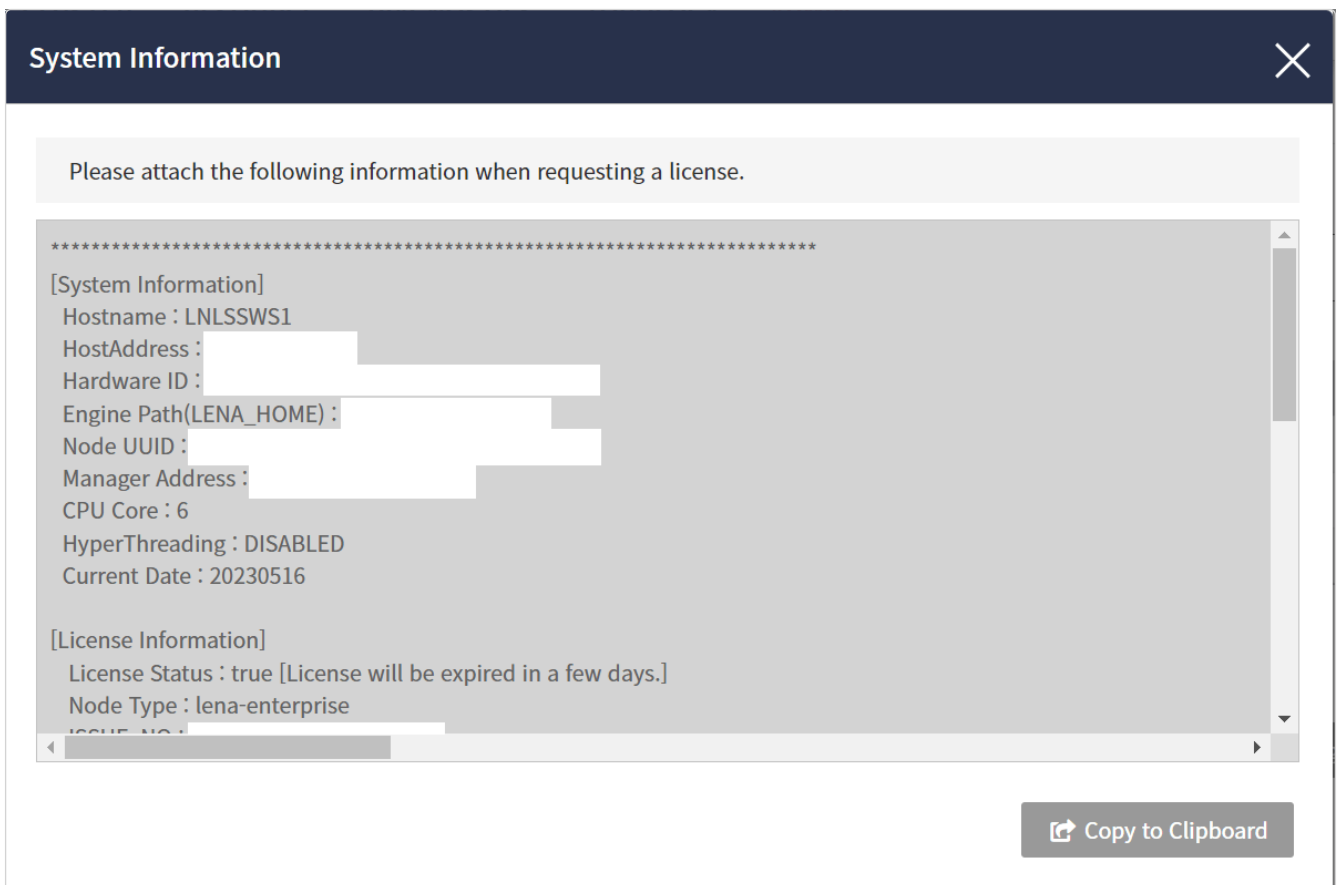 System Information
Please attach the following information when requesting a license.
****************************************************************************
[System Information]
Hostname : LNLSSWS1
HostAddress :
Hardware ID :
Engine Path(LENA_HOME) :
Node UUID :
Manager Address :
CPU Core : 6
HyperThreading : DISABLED
Current Date : 20230516
[License Information]
License Status : true [License will be expired in a few days.]
Node Type : lena-enterprise
ISSUE_NO :
Copy to Clipboard